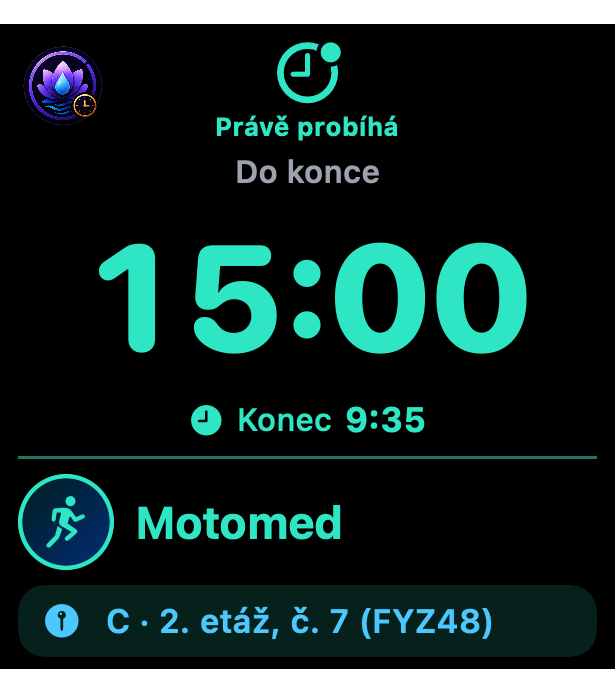 Právě probíhá
Do konce
15:00
Konec 9:35
Motomed
C · 2. etáž, č. 7 (FYZ48)